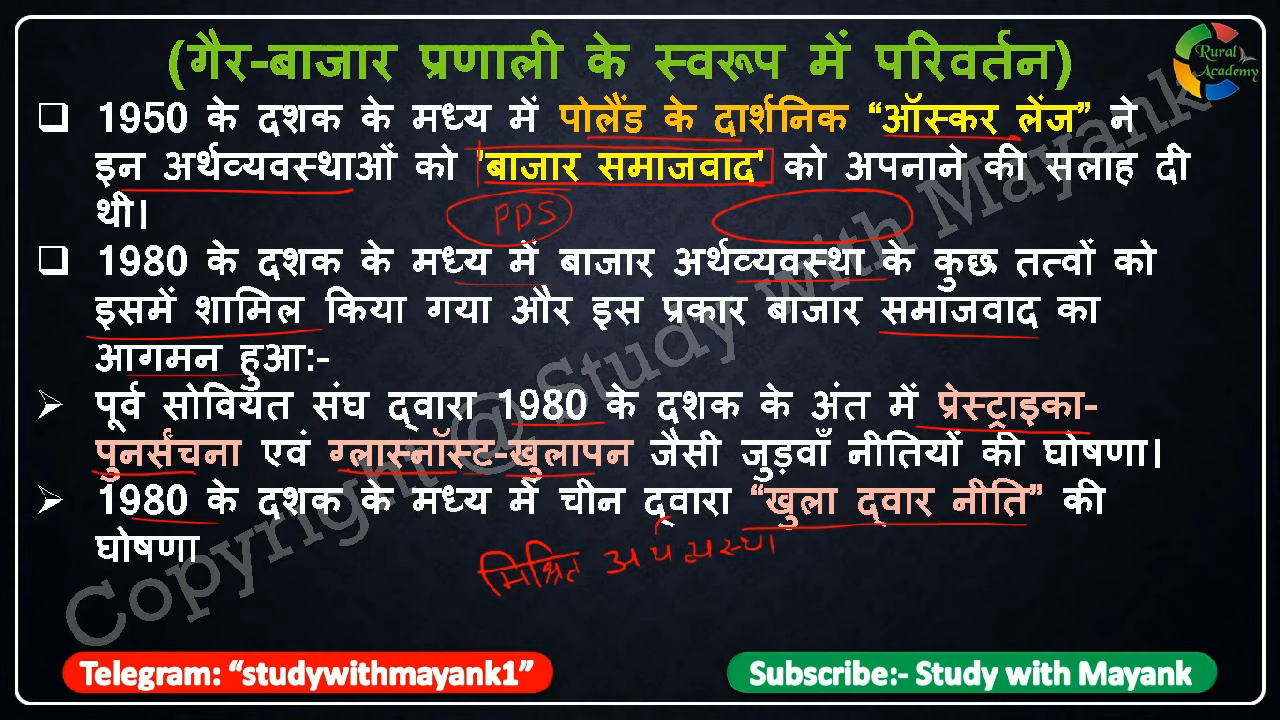 (गैर-बाजार प्रणाली के स्वरूप में परिवर्तन)
Rural
Academy
❑ 1950 के दशक के मध्य में पोलैंड के दार्शनिक “ऑस्कर लेंज” ने
इन अर्थव्यवस्थाओं को 'बाजार समाजवाद' को अपनाने की सलाह दी
थी।
PDS
❑ 1980 के दशक के मध्य में बाजार अर्थव्यवस्था के कुछ तत्वों को
इसमें शामिल किया गया और इस प्रकार बाजार समाजवाद का
आगमन हुआ:-
➢ पूर्व सोवियत संघ द्वारा 1980 के दशक के अंत में प्रेस्ट्राइका-
पुनर्संचना एवं ग्लास्नॉस्ट-खुलापन जैसी जुड़वाँ नीतियों की घोषणा।
➢ 1980 के दशक के मध्य में चीन द्वारा “खुला द्वार नीति” की
घोषणा
मिश्रित अर्थव्यवस्था
Copyright @ Study with Mayank
Telegram: “studywithmayank1”
Subscribe:- Study with Mayank